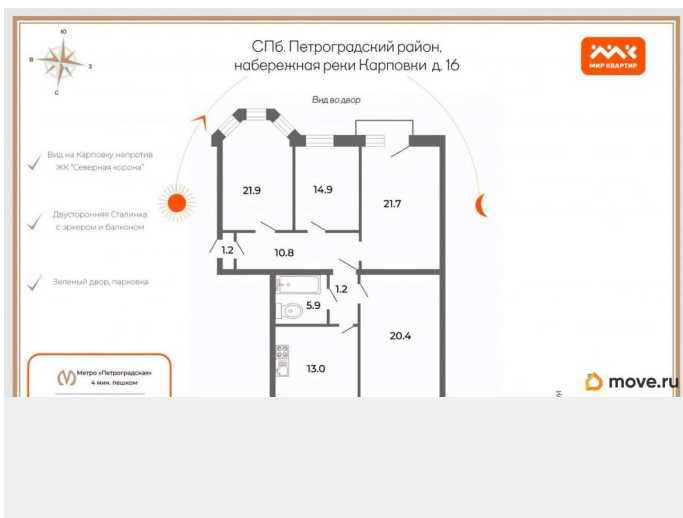 СПб. Петроградский район,
набережная реки Карповки д. 16
МИР КВАРТИР
Ю
В
З
С
Вид во двор
Вид на Карповку напротив
ЖК "Северная корона"
21.9
14.9
21.7
Двусторонняя Сталинка
с эркером и балконом
1.2
10.8
Зеленый двор, парковка
5.9
1.2
20.4
13.0
Метро «Петроградская»
4 мин. пешком
move.ru